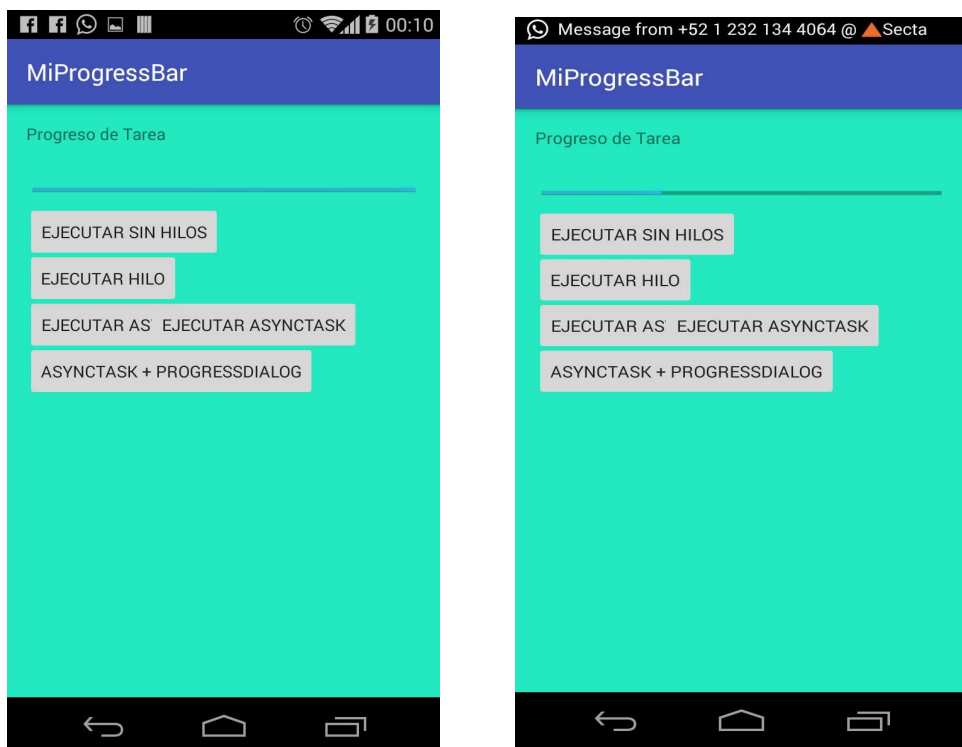 00:10
MiProgressBar
Progreso de Tarea
EJECUTAR SIN HILOS
EJECUTAR HILO
EJECUTAR AS EJECUTAR ASYNCTASK
ASYNCTASK + PROGRESSDIALOG
Message from +52 1 232 134 4064 @ Secta
MiProgressBar
Progreso de Tarea
EJECUTAR SIN HILOS
EJECUTAR HILO
EJECUTAR AS EJECUTAR ASYNCTASK
ASYNCTASK + PROGRESSDIALOG